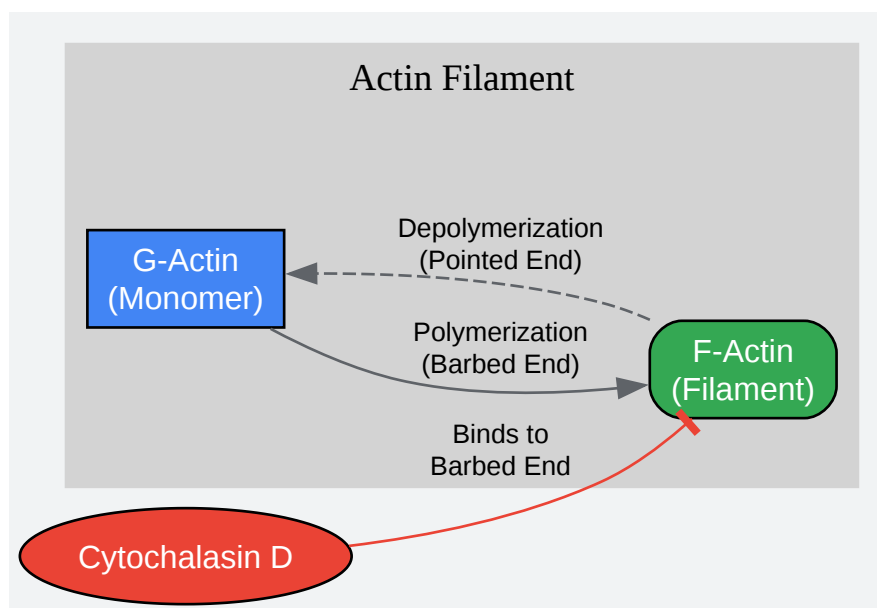 Actin Filament
Depolymerization
(Pointed End)
G-Actin
(Monomer)
Polymerization
(Barbed End)
F-Actin
(Filament)
Binds to
Barbed End
Cytochalasin D